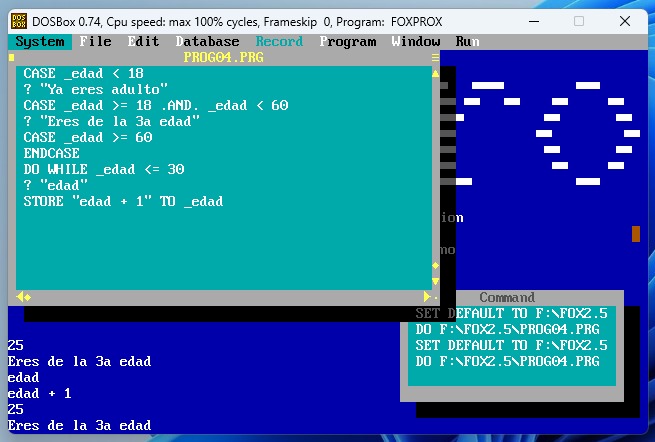 DOSBox 0.74, Cpu speed: max 100% cycles, Frameskip 0, Program: FOXPROX
System File Edit Database Record Program Window Run
PROG04.PRG
CASE _edad < 18
? "Ya eres adulto"
CASE _edad >= 18 .AND. _edad < 60
? "Eres de la 3a edad"
CASE _edad >= 60
ENDCASE
DO WHILE _edad <= 30
? "edad"
STORE "edad + 1" TO _edad
ion
mo
Command
SET DEFAULT TO F:\FOX2.5
DO F:\FOX2.5\PROG04.PRG
SET DEFAULT TO F:\FOX2.5
DO F:\FOX2.5\PROG04.PRG
25
Eres de la 3a edad
edad
edad + 1
25
Eres de la 3a edad